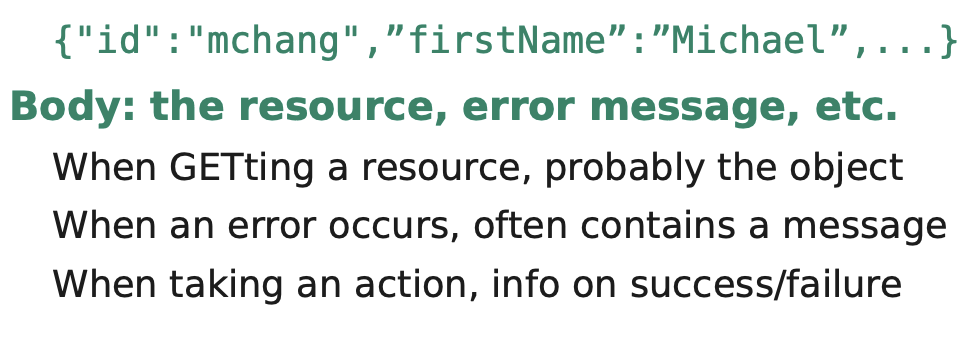 {"id":"mchang",”firstName”:”Michael”,...}
Body: the resource, error message, etc.
When GETting a resource, probably the object
When an error occurs, often contains a message
When taking an action, info on success/failure